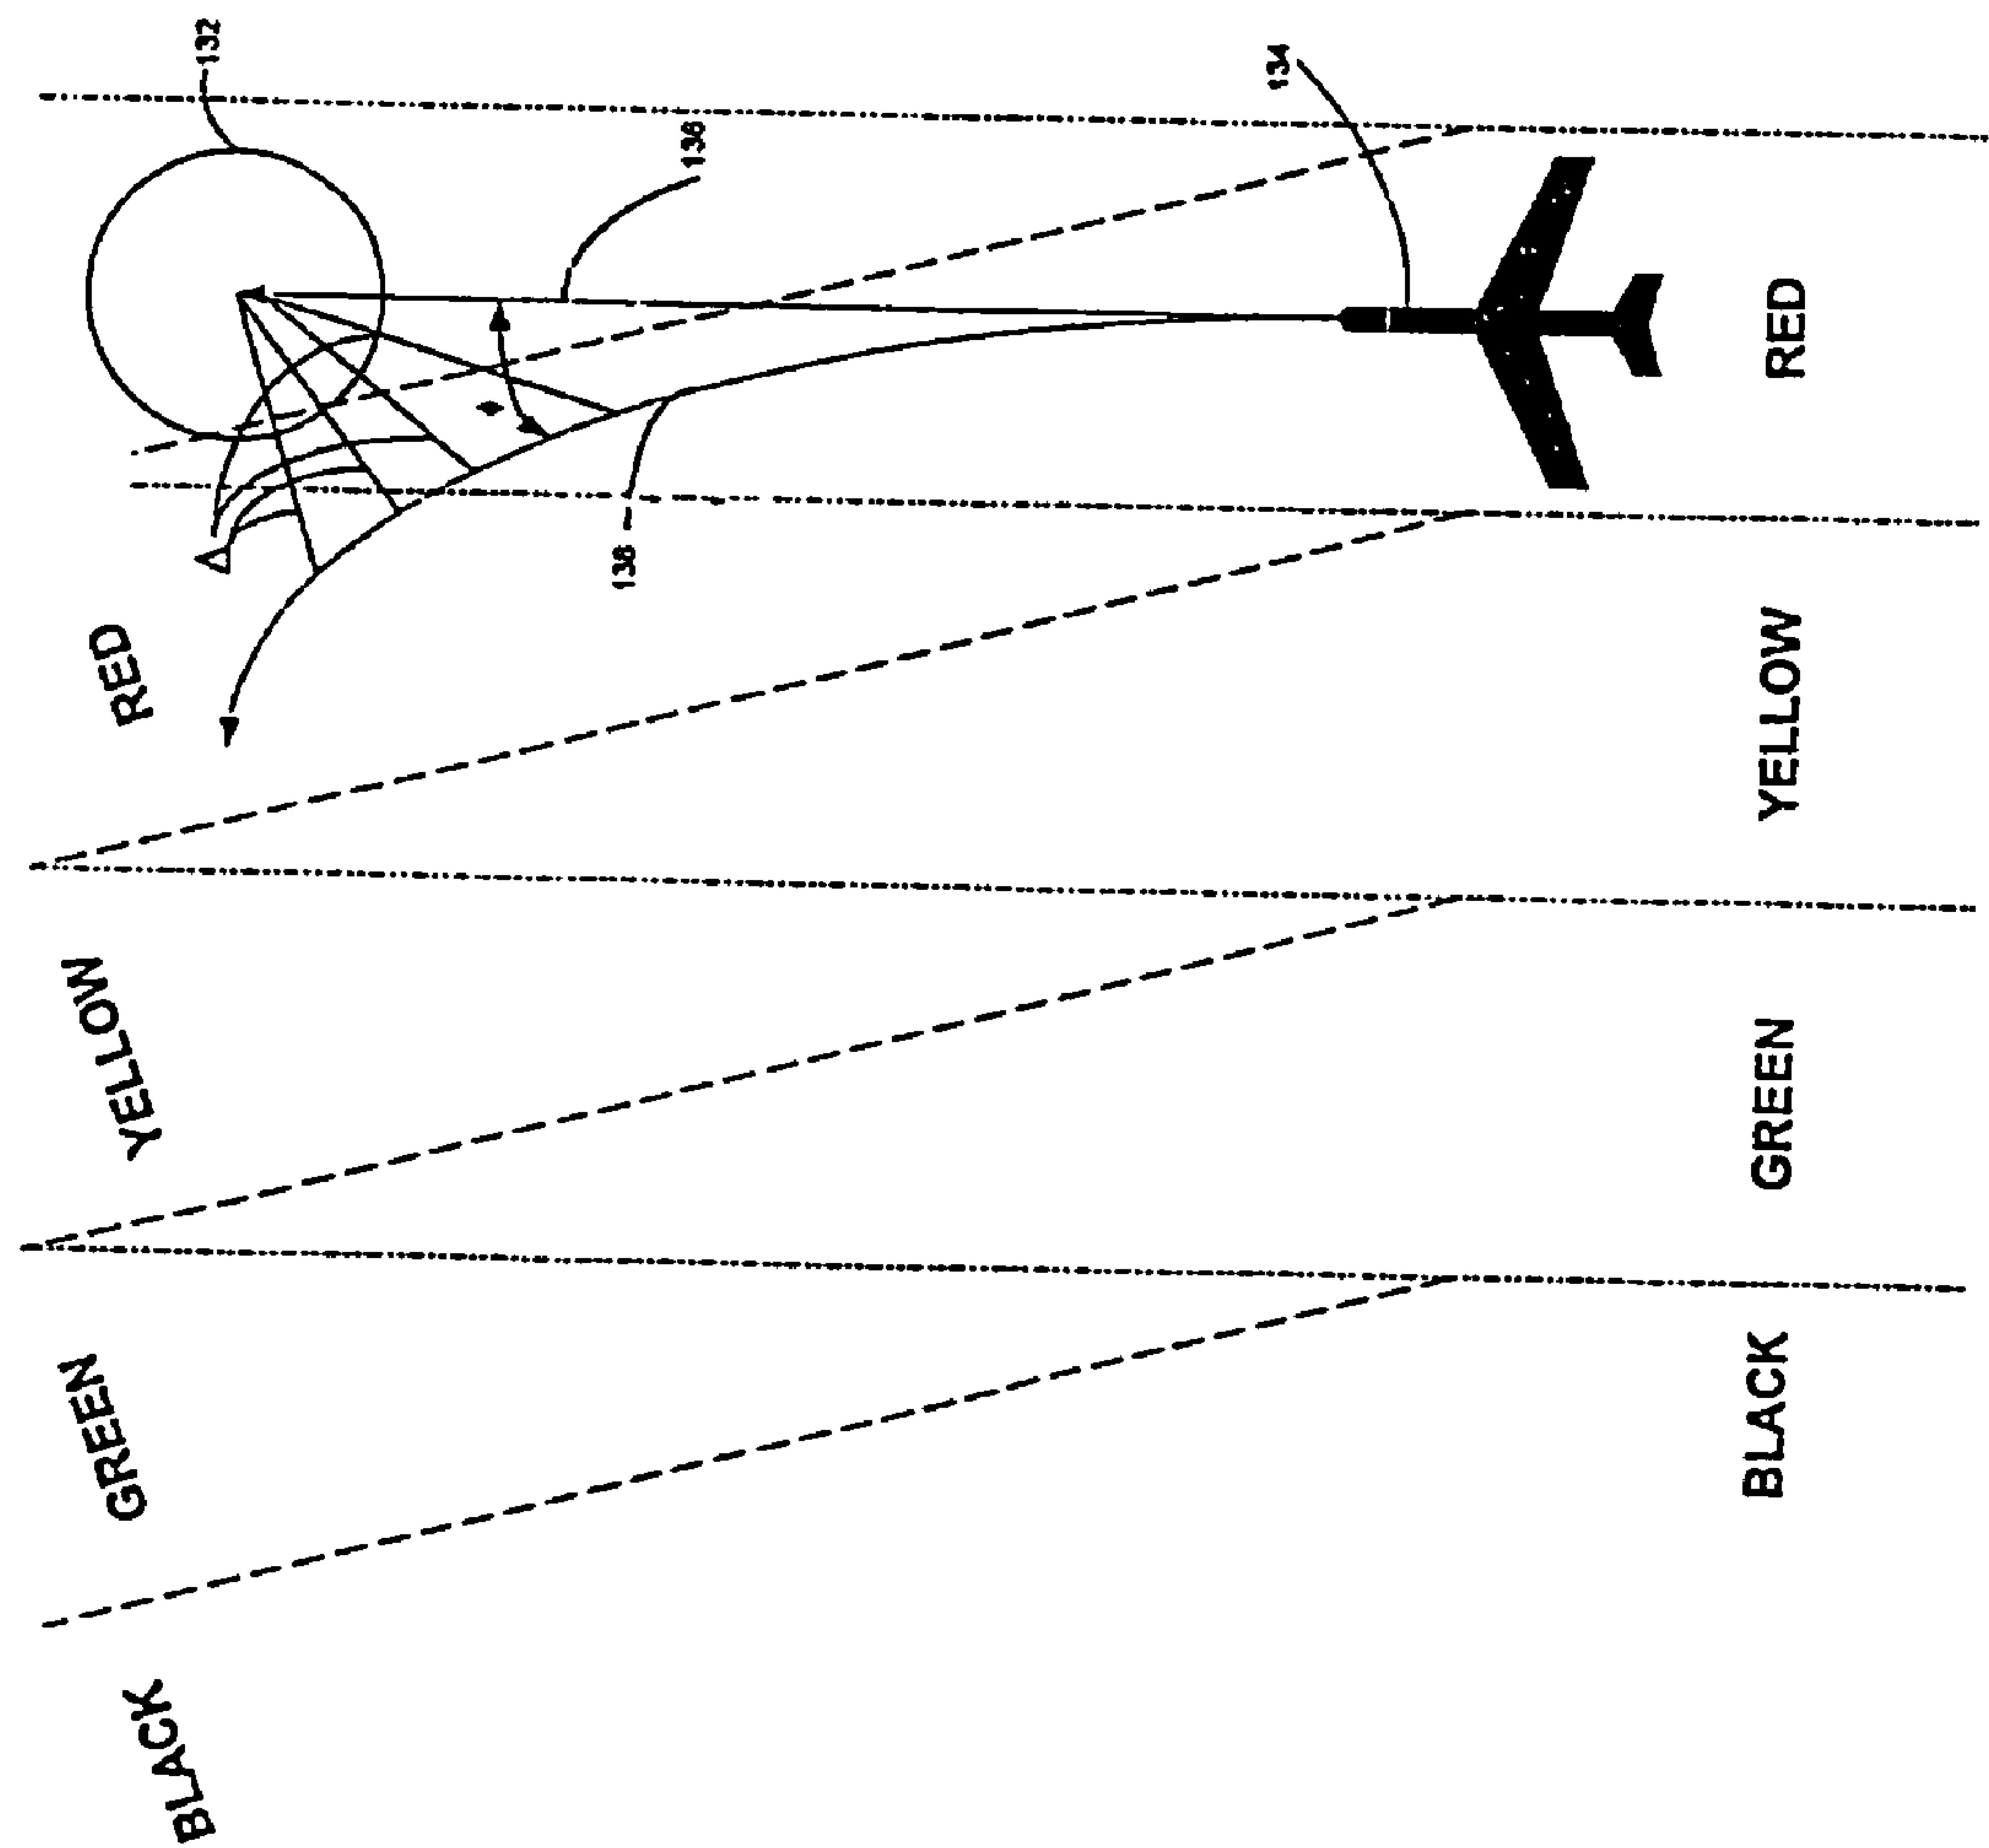 BLACK
GREEN
YELLOW
RED
Δ
132
138
136
134
BLACK
GREEN
YELLOW
RED